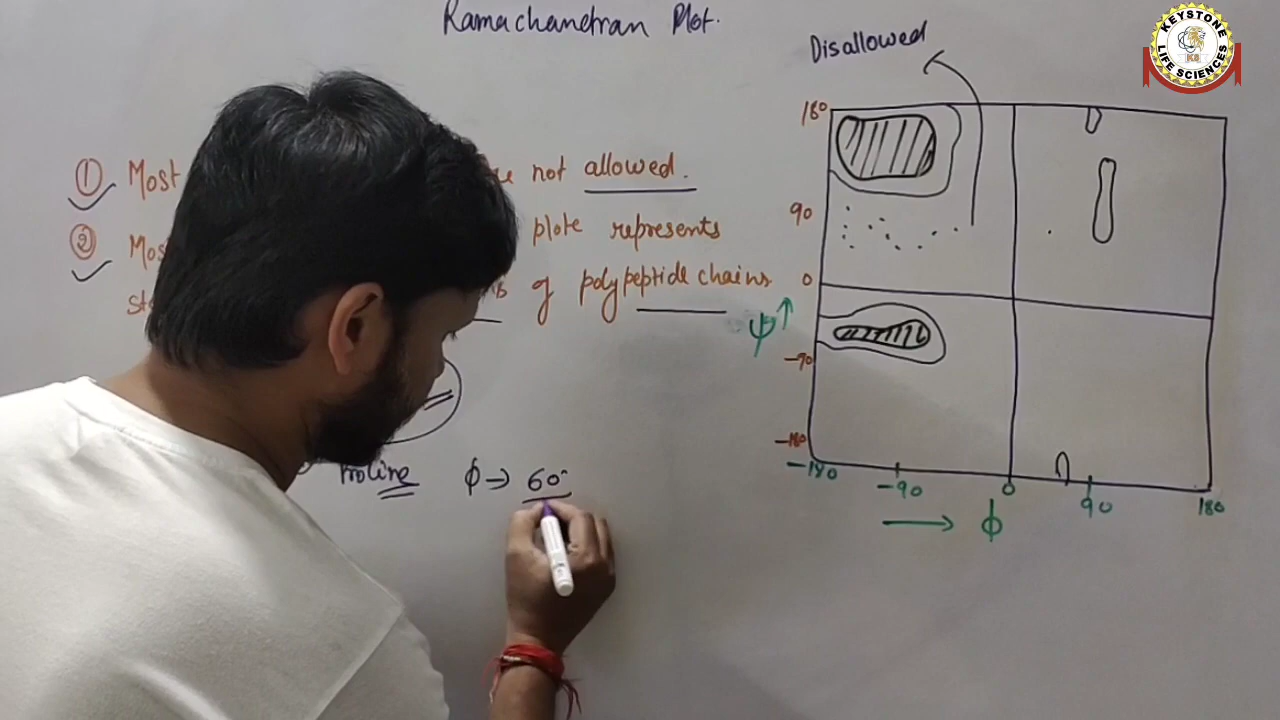 Ramachandran Plot.
① Most not allowed.
② Mos plote represents
of polypeptide chains
Proline ϕ → 60°
Disallowed
180
90
0
ψ ↑
-90
-180
-180 -90 0 90 180
→ ϕ
KEYSTONE
KS
LIFE SCIENCES